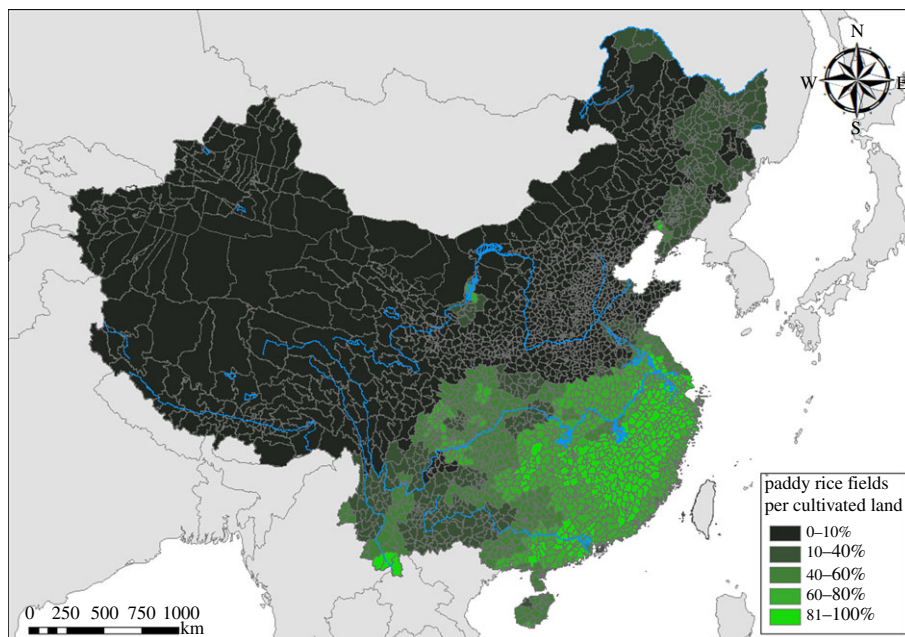 N
W E
S
paddy rice fields
per cultivated land
0–10%
10–40%
40–60%
60–80%
81–100%
0 250 500 750 1000
km